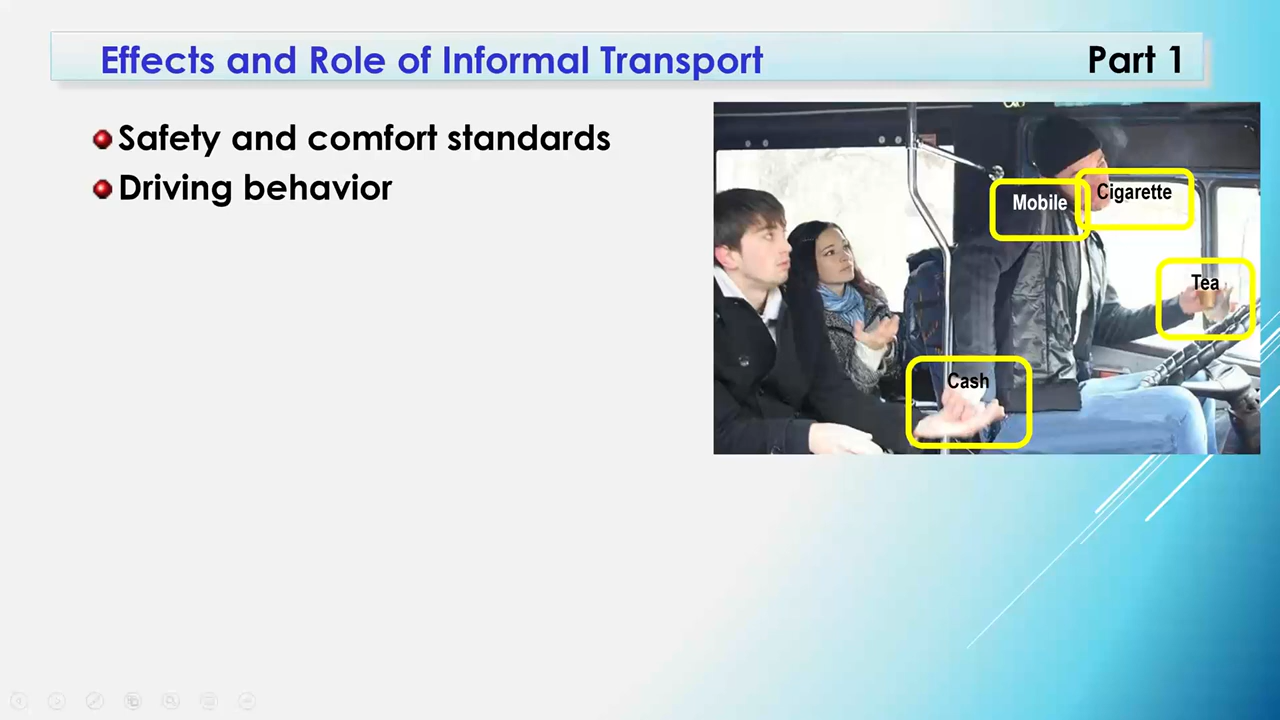 Effects and Role of Informal Transport
Part 1
Safety and comfort standards
Driving behavior
Mobile
Cigarette
Tea
Cash